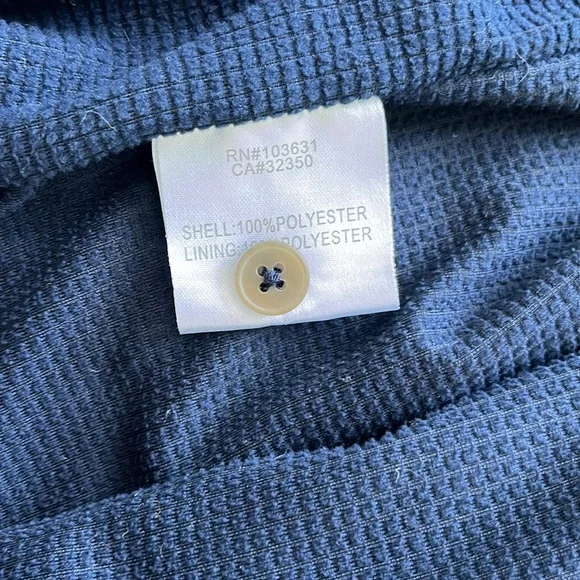 RN#103631
CA#32350
SHELL:100%POLYESTER
LINING: POLYESTER